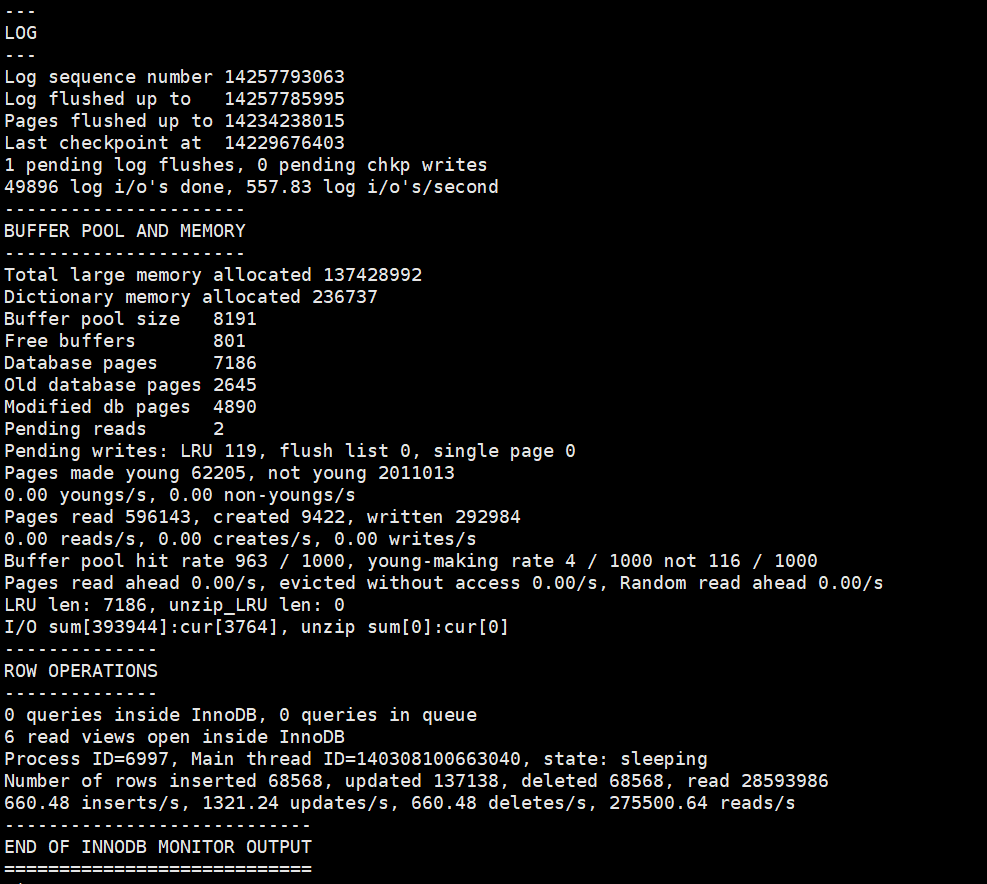 ---
LOG
---
Log sequence number 14257793063
Log flushed up to   14257785995
Pages flushed up to 14234238015
Last checkpoint at  14229676403
1 pending log flushes, 0 pending chkp writes
49896 log i/o's done, 557.83 log i/o's/second
----------------------
BUFFER POOL AND MEMORY
----------------------
Total large memory allocated 137428992
Dictionary memory allocated 236737
Buffer pool size   8191
Free buffers       801
Database pages     7186
Old database pages 2645
Modified db pages  4890
Pending reads      2
Pending writes: LRU 119, flush list 0, single page 0
Pages made young 62205, not young 2011013
0.00 youngs/s, 0.00 non-youngs/s
Pages read 596143, created 9422, written 292984
0.00 reads/s, 0.00 creates/s, 0.00 writes/s
Buffer pool hit rate 963 / 1000, young-making rate 4 / 1000 not 116 / 1000
Pages read ahead 0.00/s, evicted without access 0.00/s, Random read ahead 0.00/s
LRU len: 7186, unzip_LRU len: 0
I/O sum[393944]:cur[3764], unzip sum[0]:cur[0]
--------------
ROW OPERATIONS
--------------
0 queries inside InnoDB, 0 queries in queue
6 read views open inside InnoDB
Process ID=6997, Main thread ID=140308100663040, state: sleeping
Number of rows inserted 68568, updated 137138, deleted 68568, read 28593986
660.48 inserts/s, 1321.24 updates/s, 660.48 deletes/s, 275500.64 reads/s
----------------------------
END OF INNODB MONITOR OUTPUT
============================